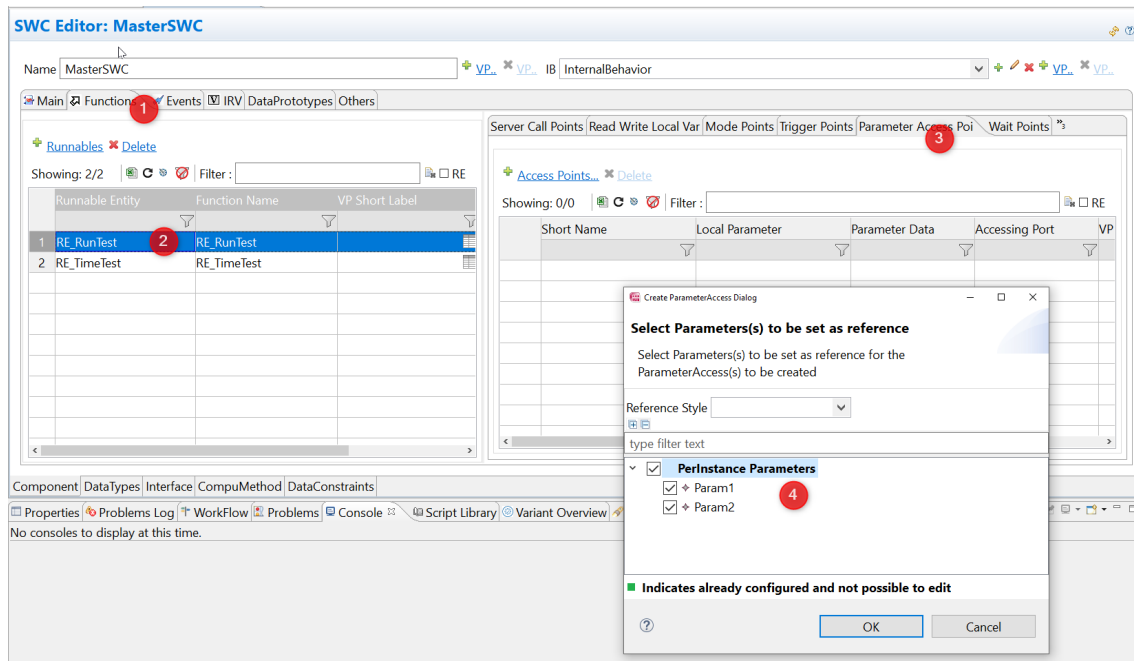 SWC Editor: MasterSWC
Name MasterSWC VP.. VP.. IB InternalBehavior VP.. VP..
Main Functions Events IRV DataPrototypes Others
1
Runnables Delete
Showing: 2/2 Filter : RE
Runnable Entity Function Name VP Short Label
1 RE_RunTest 2 RE_RunTest
2 RE_TimeTest RE_TimeTest
Server Call Points Read Write Local Var Mode Points Trigger Points Parameter Access Poi Wait Points »3
3
Access Points... Delete
Showing: 0/0 Filter : RE
Short Name Local Parameter Parameter Data Accessing Port VP
Create ParameterAccess Dialog
Select Parameters(s) to be set as reference
Select Parameters(s) to be set as reference for the
ParameterAccess(s) to be created
Reference Style
type filter text
PerInstance Parameters
Param1
4
Param2
Indicates already configured and not possible to edit
OK Cancel
Component DataTypes Interface CompuMethod DataConstraints
Properties Problems Log WorkFlow Problems Console Script Library Variant Overview
No consoles to display at this time.